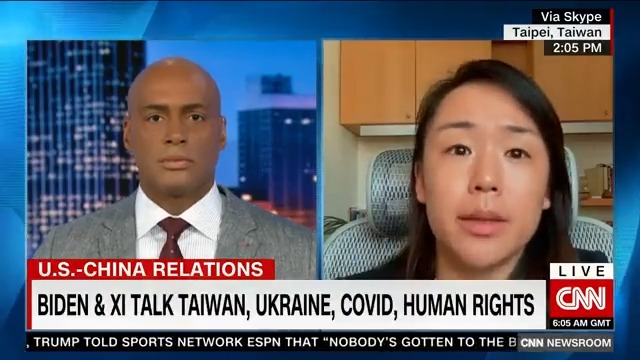 Via Skype
Taipei, Taiwan
2:05 PM
U.S.-CHINA RELATIONS
BIDEN & XI TALK TAIWAN, UKRAINE, COVID, HUMAN RIGHTS
LIVE
CNN
6:05 AM GMT
, TRUMP TOLD SPORTS NETWORK ESPN THAT "NOBODY'S GOTTEN TO THE B
CNN NEWSROOM